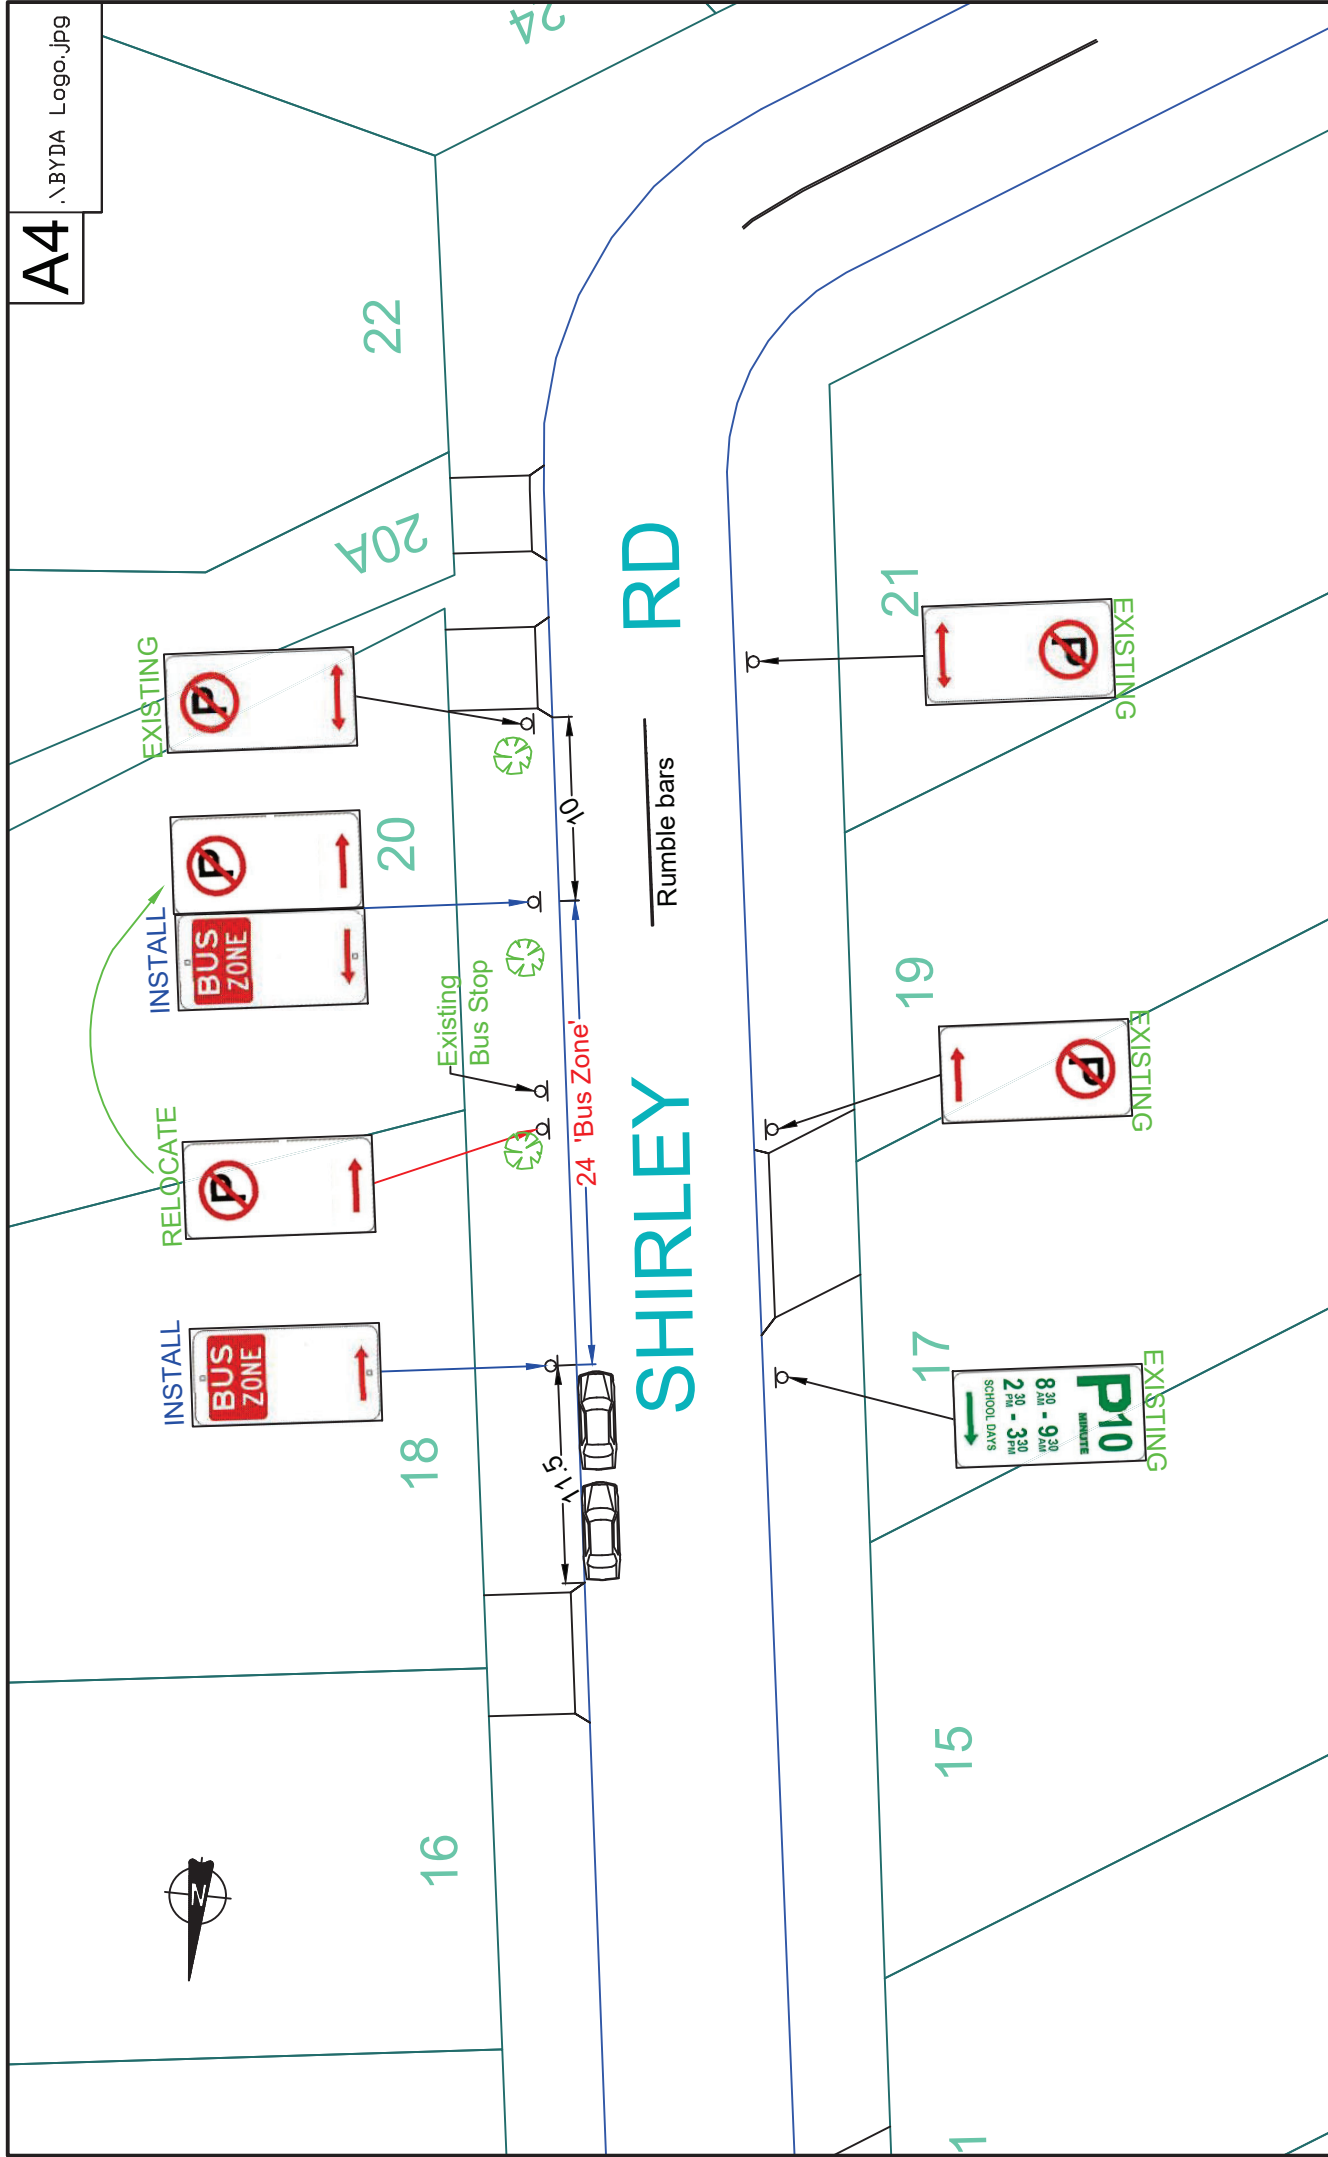 A4
.\BYDA Logo.jpg
16
18
20
20A
22
24
INSTALL
BUS
ZONE
RELOCATE
P
INSTALL
BUS
ZONE
P
EXISTING
P
Existing
Bus Stop
11.5
24 'Bus Zone'
10
Rumble bars
SHIRLEY RD
N
1
15
17
19
21
P10
MINUTE
8 30 AM - 9 30 AM
2 30 PM - 3 30 PM
SCHOOL DAYS
EXISTING
P
EXISTING
P
EXISTING